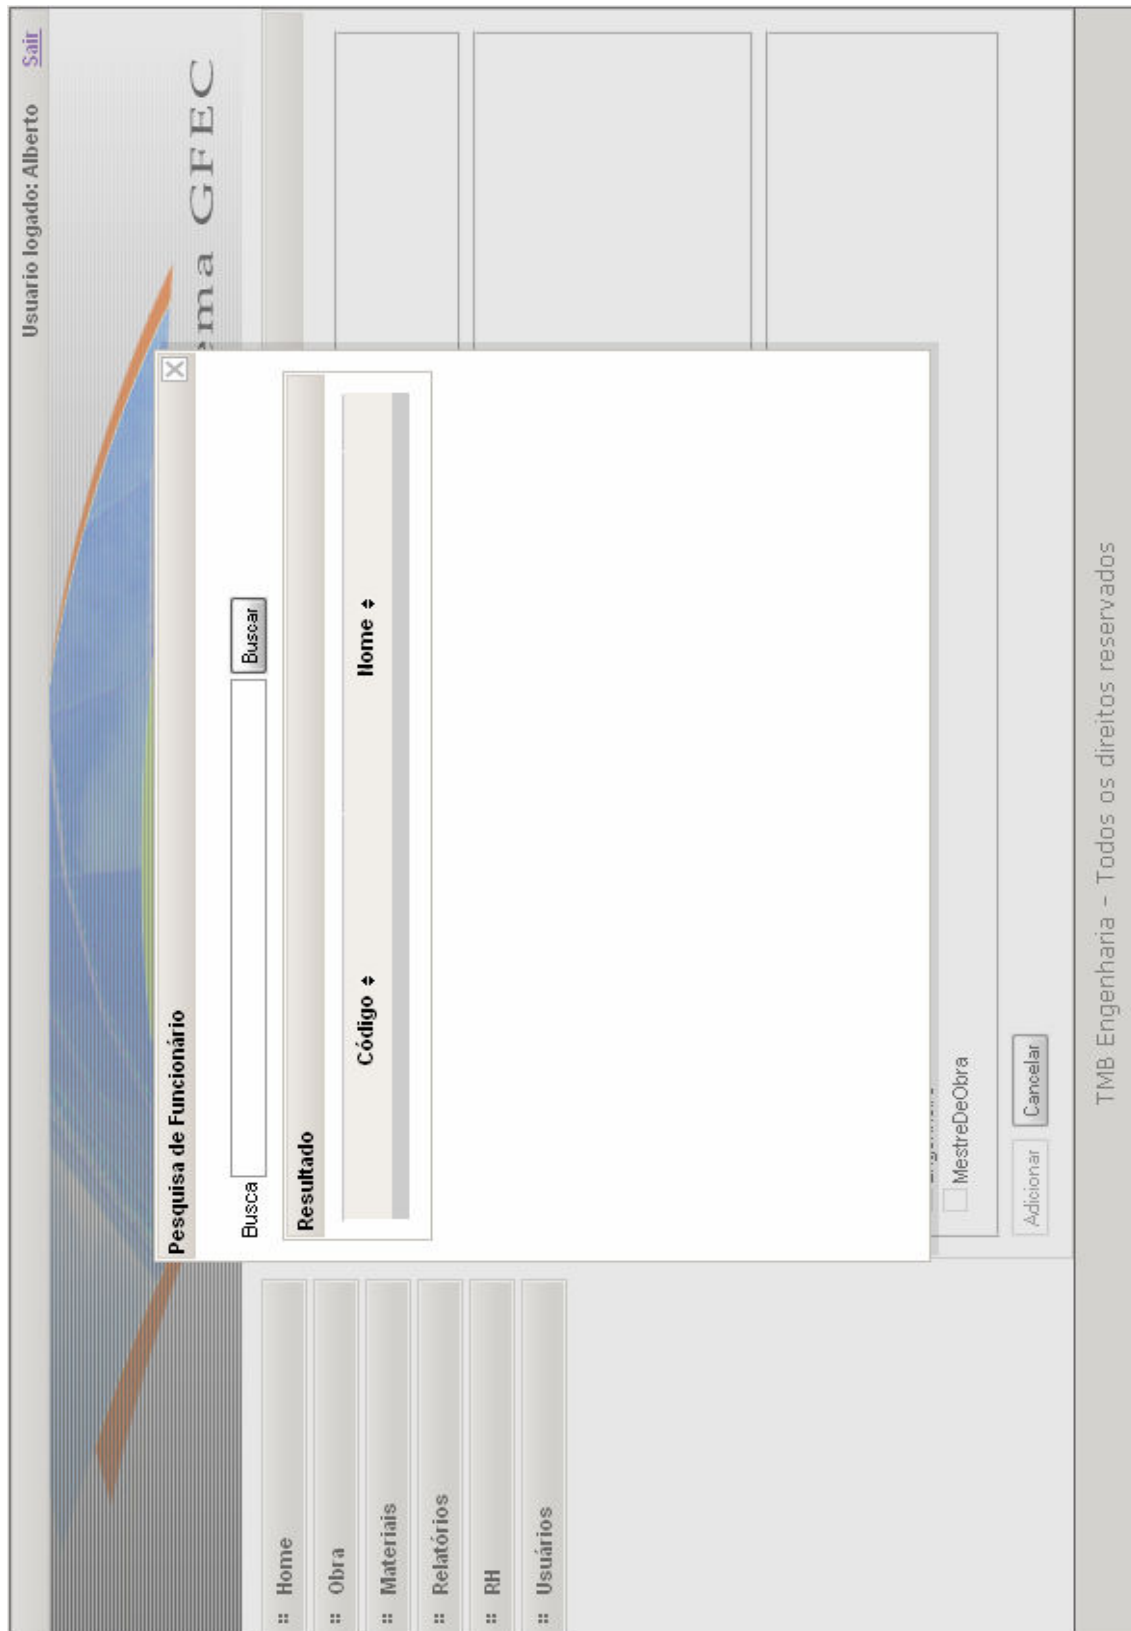 Usuario logado: Alberto Sair
ema GFEC
Home
Obra
Materiais
Relatórios
RH
Usuários
Pesquisa de Funcionário
Busca Buscar
Resultado
Código Nome
MestreDeObra
Adicionar Cancelar
TMB Engenharia - Todos os direitos reservados